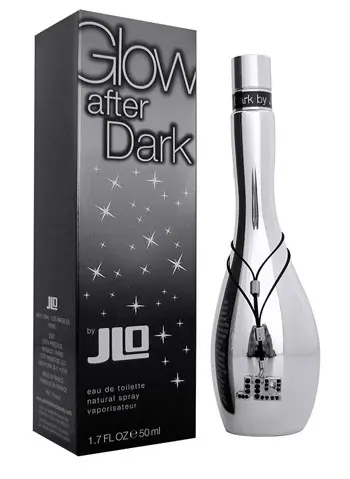 Glow
after
Dark
by JLO
eau de toilette
natural spray
vaporisateur
1.7 FL OZ e 50 ml
JLO
ark by J
JLO